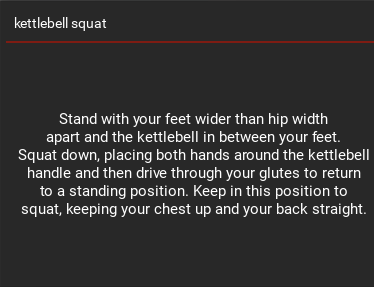 kettlebell squat
Stand with your feet wider than hip width
apart and the kettlebell in between your feet.
Squat down, placing both hands around the kettlebell
handle and then drive through your glutes to return
to a standing position. Keep in this position to
squat, keeping your chest up and your back straight.